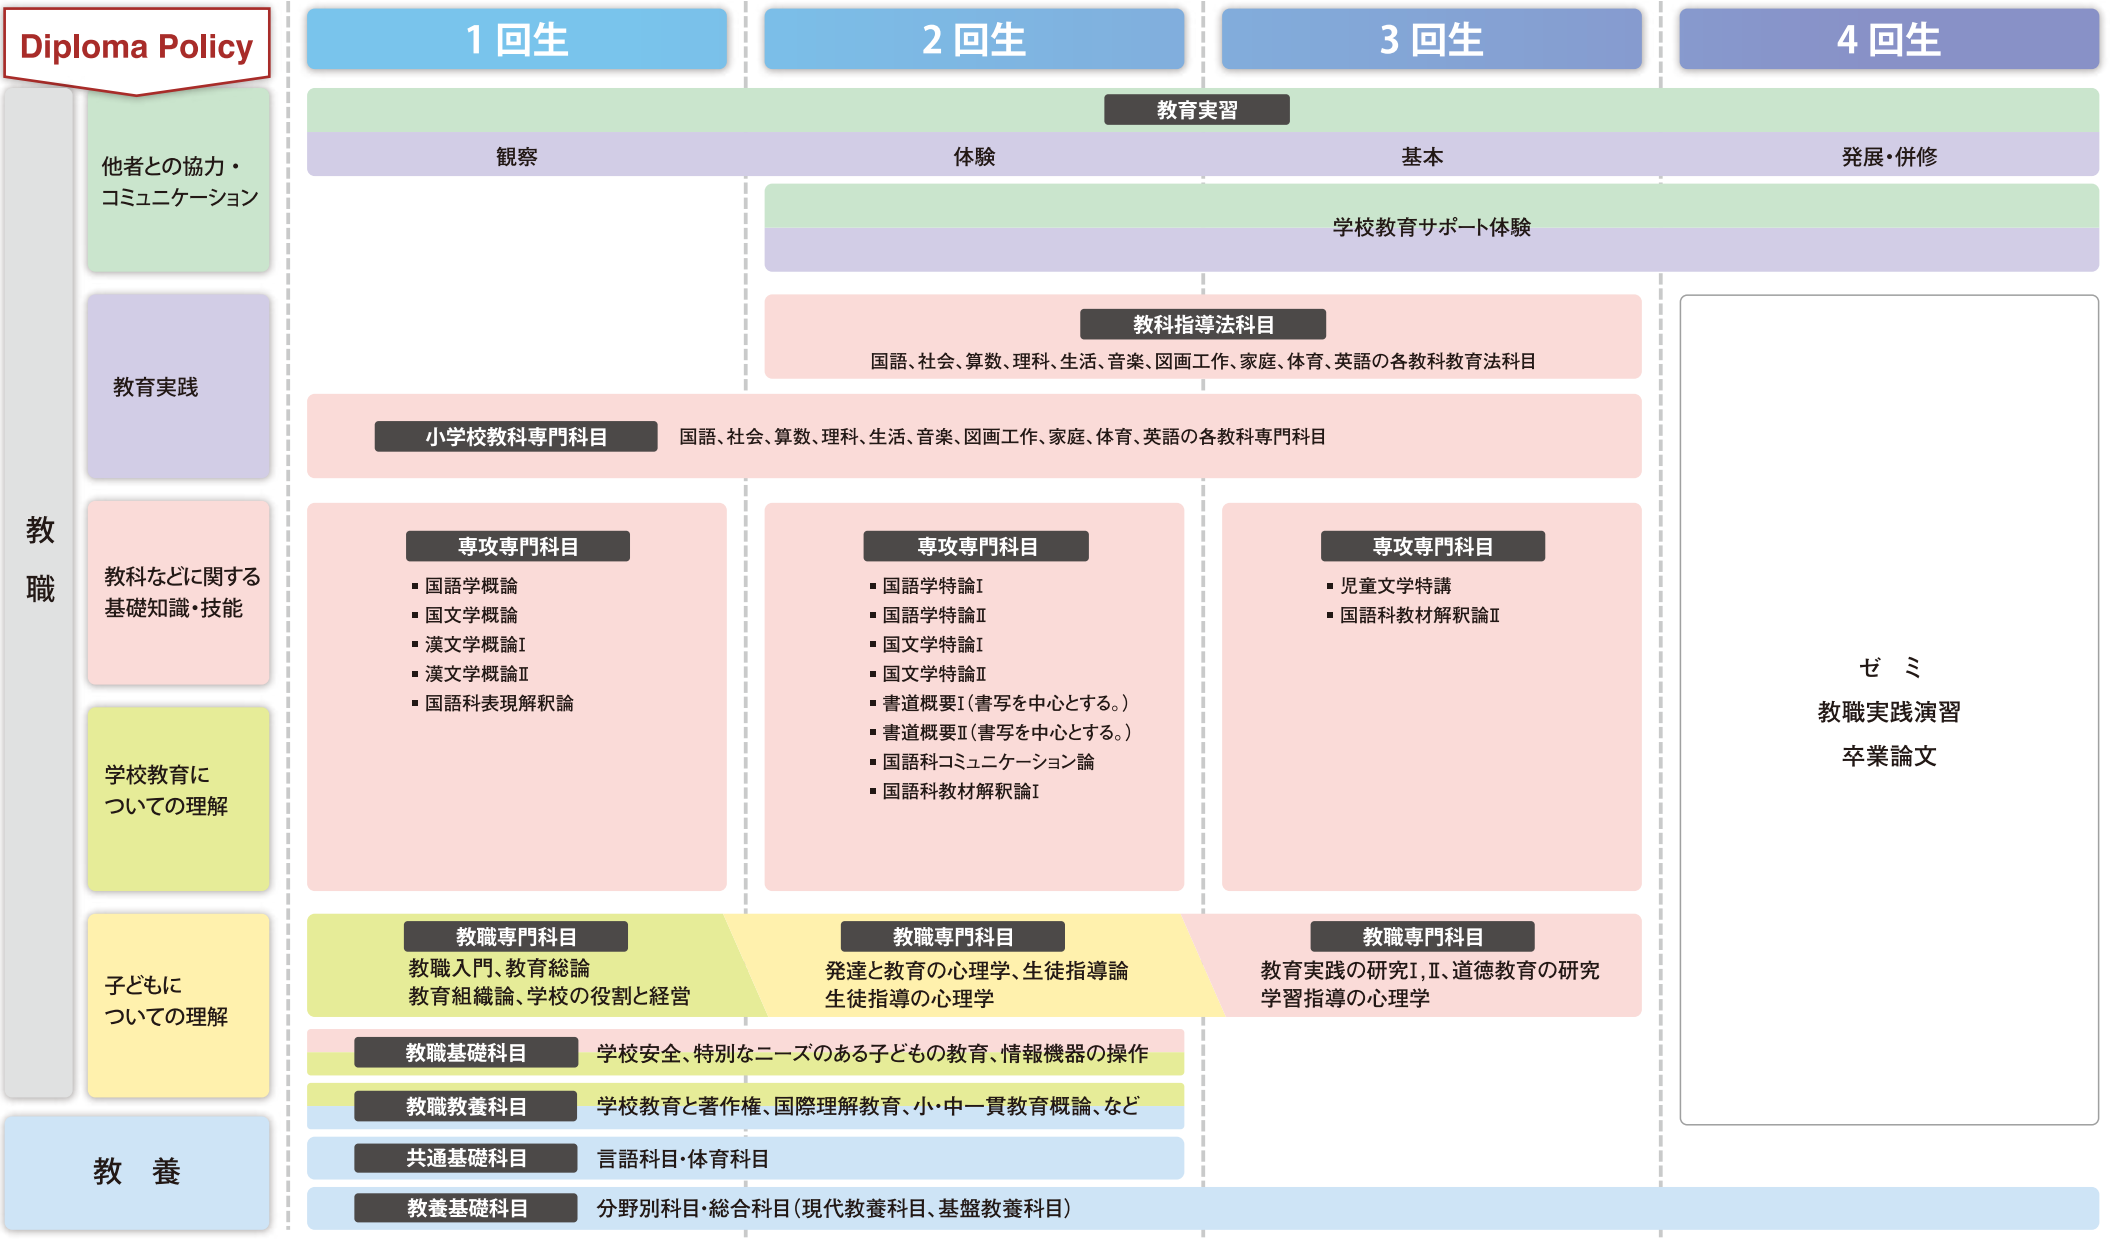 Diploma Policy
1 回生
2 回生
3 回生
4 回生
教職
他者との協力・
コミュニケーション
教育実践
教科などに関する
基礎知識・技能
学校教育に
ついての理解
子どもに
ついての理解
教 養
教育実習
観察
体験
基本
発展・併修
学校教育サポート体験
教科指導法科目
国語、社会、算数、理科、生活、音楽、図画工作、家庭、体育、英語の各教科教育法科目
小学校教科専門科目
国語、社会、算数、理科、生活、音楽、図画工作、家庭、体育、英語の各教科専門科目
専攻専門科目
▪ 国語学概論
▪ 国文学概論
▪ 漢文学概論Ⅰ
▪ 漢文学概論Ⅱ
▪ 国語科表現解釈論
専攻専門科目
▪ 国語学特論Ⅰ
▪ 国語学特論Ⅱ
▪ 国文学特論Ⅰ
▪ 国文学特論Ⅱ
▪ 書道概要Ⅰ（書写を中心とする。）
▪ 書道概要Ⅱ（書写を中心とする。）
▪ 国語科コミュニケーション論
▪ 国語科教材解釈論Ⅰ
専攻専門科目
▪ 児童文学特講
▪ 国語科教材解釈論Ⅱ
ゼ ミ
教職実践演習
卒業論文
教職専門科目
教職入門、教育総論
教育組織論、学校の役割と経営
教職専門科目
発達と教育の心理学、生徒指導論
生徒指導の心理学
教職専門科目
教育実践の研究Ⅰ,Ⅱ、道徳教育の研究
学習指導の心理学
教職基礎科目
学校安全、特別なニーズのある子どもの教育、情報機器の操作
教職教養科目
学校教育と著作権、国際理解教育、小・中一貫教育概論、など
共通基礎科目
言語科目・体育科目
教養基礎科目
分野別科目・総合科目（現代教養科目、基盤教養科目）